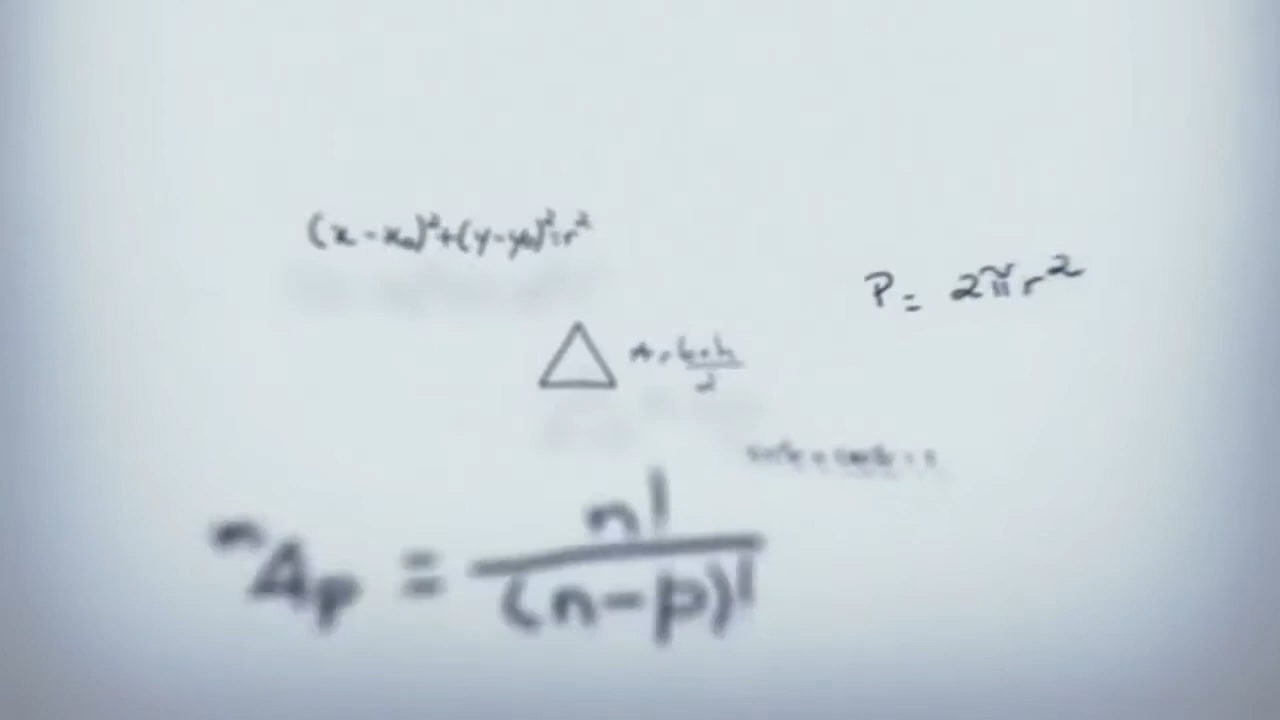 (x-x₀)²+(y-y₀)²=r²
P = 2πr²
A = b·h/2
ⁿAₚ = n!/(n-p)!